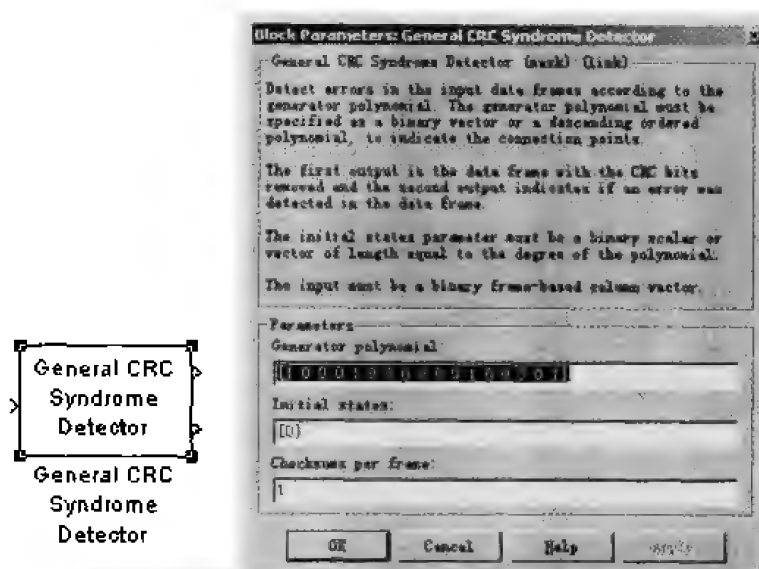 Block Parameters: General CRC Syndrome Detector
General CRC Syndrome Detector (mask) (link)
Detect errors in the input data frames according to the
generator polynomial. The generator polynomial must be
specified as a binary vector or a descending ordered
polynomial, to indicate the connection points.
The first output is the data frame with the CRC bits
removed and the second output indicates if an error was
detected in the data frame.
The initial states parameter must be a binary scalar or
vector of length equal to the degree of the polynomial.
The input must be a binary frame-based column vector.
Parameters
Generator polynomial:
Initial states:
[0]
Checksums per frame:
1
OK Cancel Help Apply
General CRC
Syndrome
Detector
General CRC
Syndrome
Detector